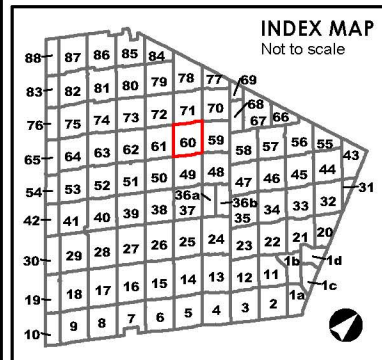 INDEX MAP
Not to scale
88 87 86 85 84
83 82 81 80 79 78 77 69
76 75 74 73 72 71 70 68 67 66
65 64 63 62 61 60 59 58 57 56 55 43
54 53 52 51 50 49 48 47 46 45 44 31
42 41 40 39 38 36a 37 36b 35 34 33 32
30 29 28 27 26 25 24 23 22 21 20
19 18 17 16 15 14 13 12 11 1b 1d
10 9 8 7 6 5 4 3 2 1a 1c